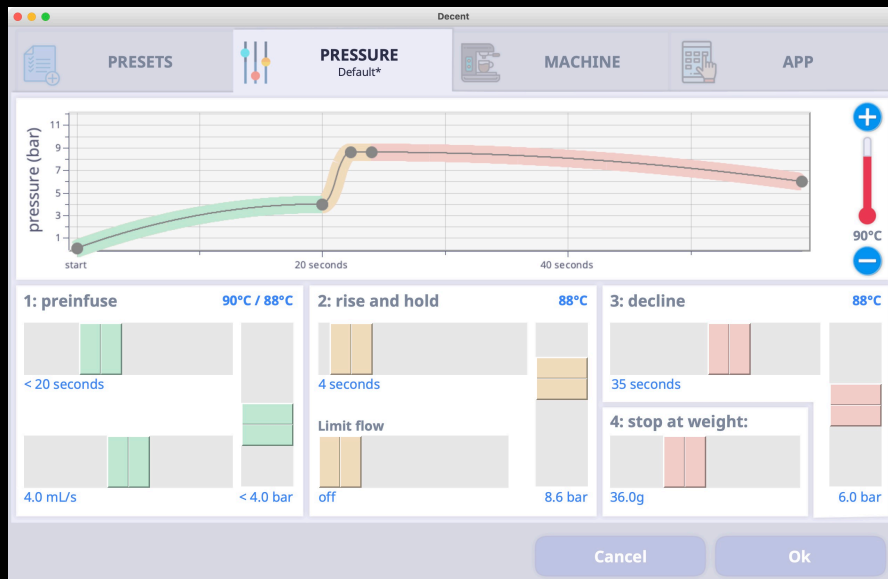 Decent
PRESETS
PRESSURE
Default*
MACHINE
APP
pressure (bar)
11
9
7
5
3
1
start
20 seconds
40 seconds
90°C
1: preinfuse
90°C / 88°C
< 20 seconds
4.0 mL/s
< 4.0 bar
2: rise and hold
88°C
4 seconds
Limit flow
off
8.6 bar
3: decline
88°C
35 seconds
4: stop at weight:
36.0g
6.0 bar
Cancel
Ok